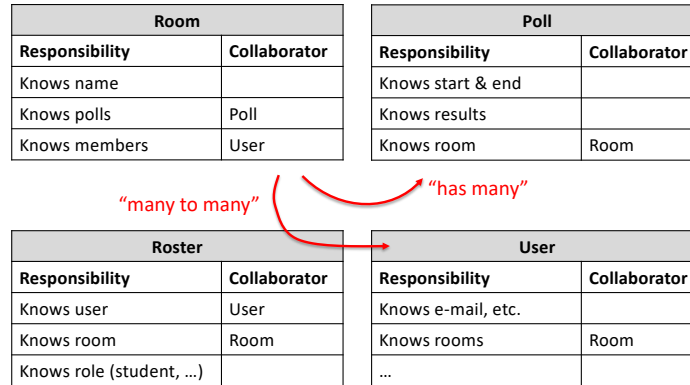 Room
Responsibility Collaborator
Knows name
Knows polls Poll
Knows members User
Poll
Responsibility Collaborator
Knows start & end
Knows results
Knows room Room
“many to many”
“has many”
Roster
Responsibility Collaborator
Knows user User
Knows room Room
Knows role (student, …)
User
Responsibility Collaborator
Knows e-mail, etc.
Knows rooms Room
…